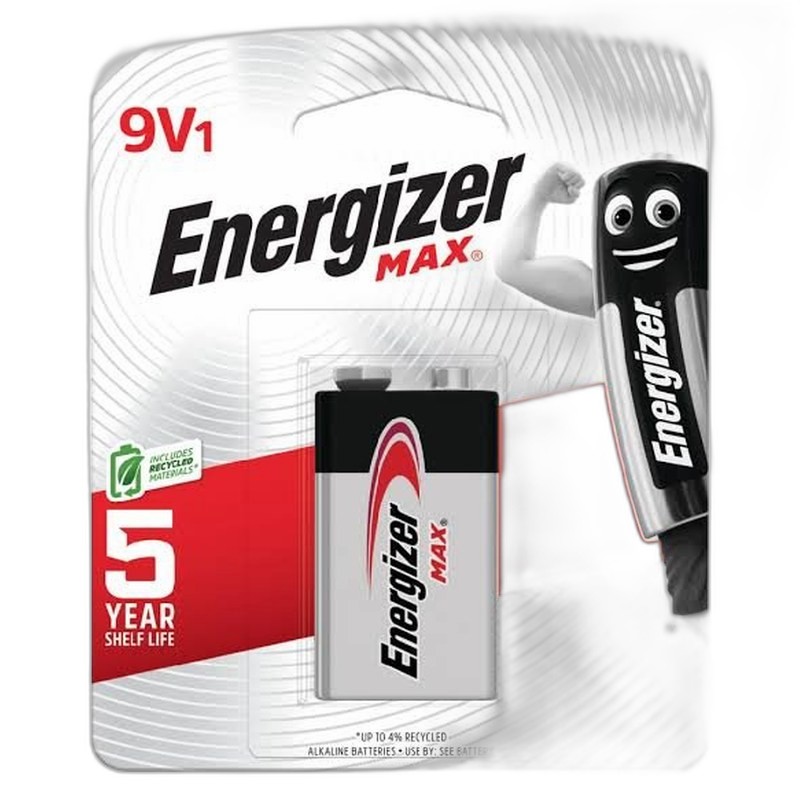 9V1
Energizer
MAX®
Energizer®
Energizer
MAX®
INCLUDES
RECYCLED
MATERIALS*
5
YEAR
SHELF LIFE
*UP TO 4% RECYCLED
ALKALINE BATTERIES • USE BY: SEE